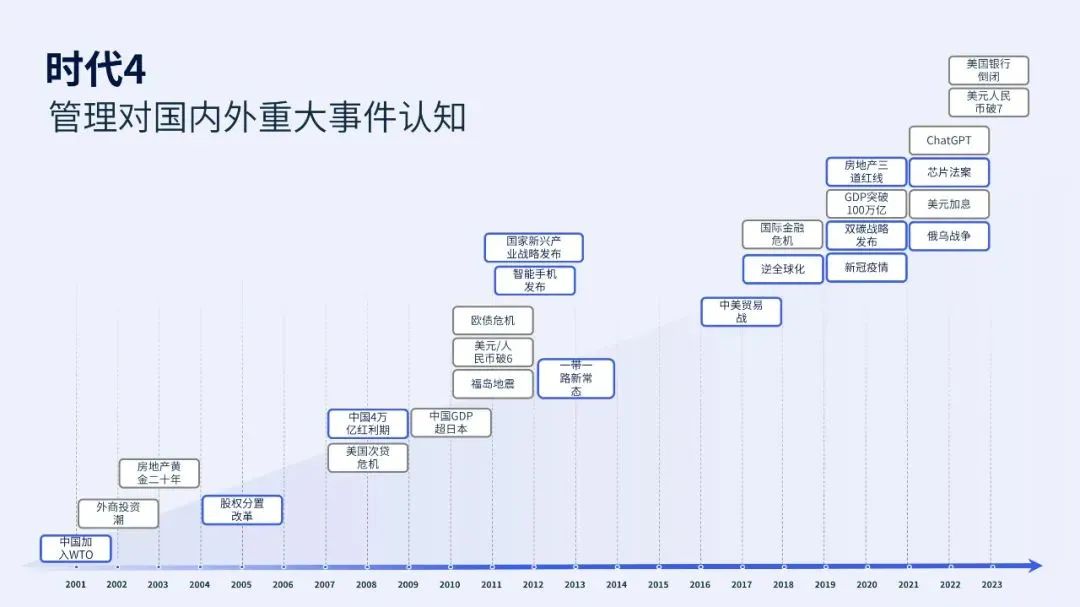 时代4
管理对国内外重大事件认知
美国银行
倒闭
美元人民
币破7
ChatGPT
房地产三
道红线
芯片法案
GDP突破
100万亿
美元加息
国际金融
危机
双碳战略
发布
俄乌战争
国家新兴产
业战略发布
逆全球化
新冠疫情
智能手机
发布
中美贸易
战
欧债危机
美元/人
民币破6
福岛地震
一带一
路新常
态
中国4万
亿红利期
中国GDP
超日本
美国次贷
危机
房地产黄
金二十年
外商投资
潮
股权分置
改革
中国加
入WTO
2001 2002 2003 2004 2005 2006 2007 2008 2009 2010 2011 2012 2013 2014 2015 2016 2017 2018 2019 2020 2021 2022 2023